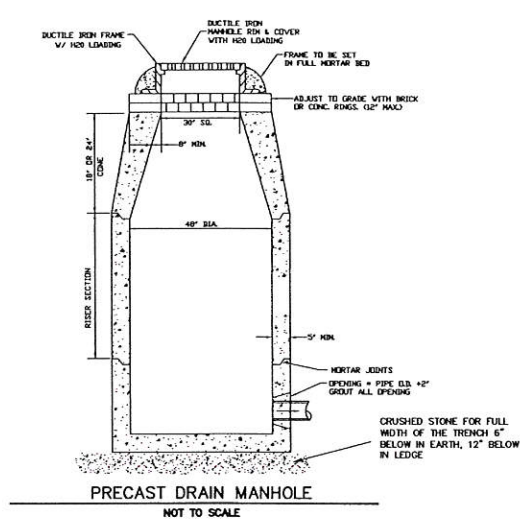 DUCTILE IRON
MANHOLE RIM & COVER
WITH H20 LOADING
DUCTILE IRON FRAME
W/ H20 LOADING
FRAME TO BE SET
IN FULL MORTAR BED
ADJUST TO GRADE WITH BRICK
OR CONC. RINGS. (12" MAX.)
30" SQ.
8" MIN.
18" OR 24"
CONE
48" DIA.
RISER SECTION
5" MIN.
MORTAR JOINTS
OPENING = PIPE O.D. +2"
GROUT ALL OPENING
CRUSHED STONE FOR FULL
WIDTH OF THE TRENCH 6"
BELOW IN EARTH, 12" BELOW
IN LEDGE
PRECAST DRAIN MANHOLE
NOT TO SCALE